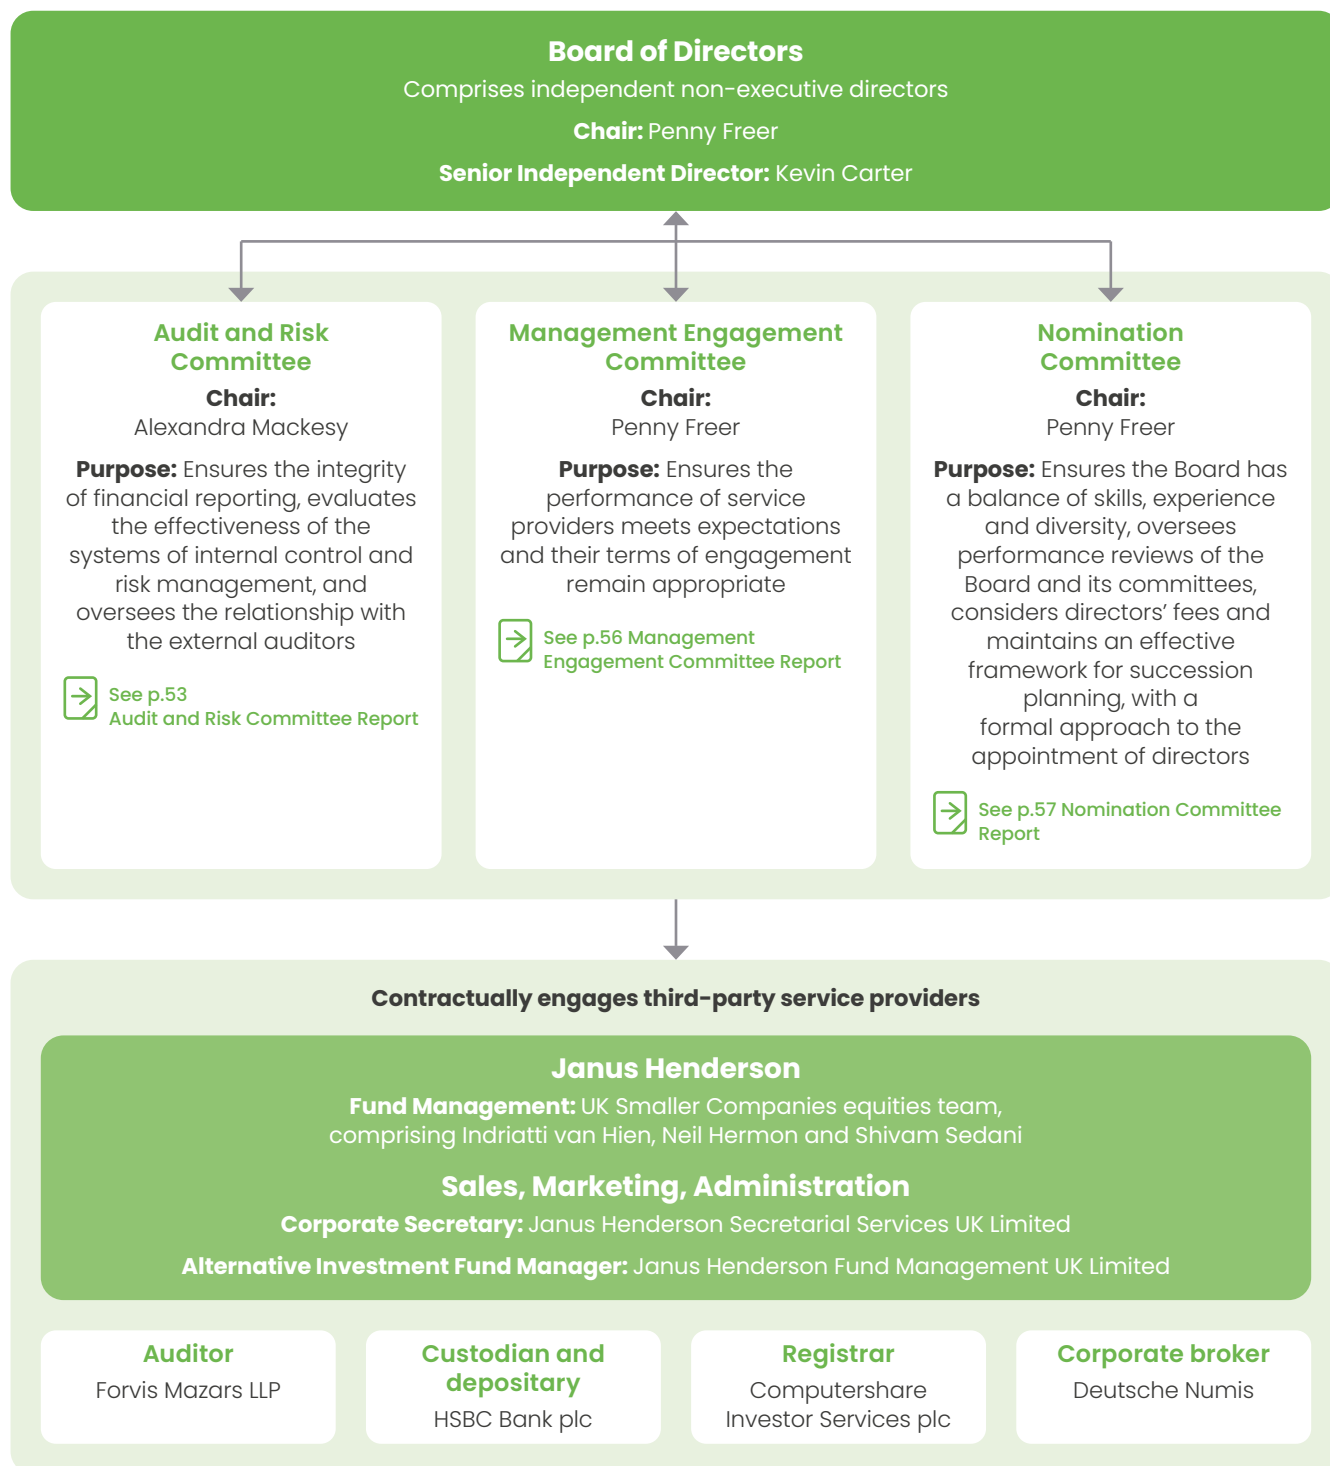 Board of Directors
Comprises independent non-executive directors
Chair: Penny Freer
Senior Independent Director: Kevin Carter
Audit and Risk
Committee
Chair:
Alexandra Mackesy
Purpose: Ensures the integrity
of financial reporting, evaluates
the effectiveness of the
systems of internal control and
risk management, and
oversees the relationship with
the external auditors
See p.53
Audit and Risk Committee Report
Management Engagement
Committee
Chair:
Penny Freer
Purpose: Ensures the
performance of service
providers meets expectations
and their terms of engagement
remain appropriate
See p.56 Management
Engagement Committee Report
Nomination
Committee
Chair:
Penny Freer
Purpose: Ensures the Board has
a balance of skills, experience
and diversity, oversees
performance reviews of the
Board and its committees,
considers directors’ fees and
maintains an effective
framework for succession
planning, with a
formal approach to the
appointment of directors
See p.57 Nomination Committee
Report
Contractually engages third-party service providers
Janus Henderson
Fund Management: UK Smaller Companies equities team,
comprising Indriatti van Hien, Neil Hermon and Shivam Sedani
Sales, Marketing, Administration
Corporate Secretary: Janus Henderson Secretarial Services UK Limited
Alternative Investment Fund Manager: Janus Henderson Fund Management UK Limited
Auditor
Forvis Mazars LLP
Custodian and
depositary
HSBC Bank plc
Registrar
Computershare
Investor Services plc
Corporate broker
Deutsche Numis